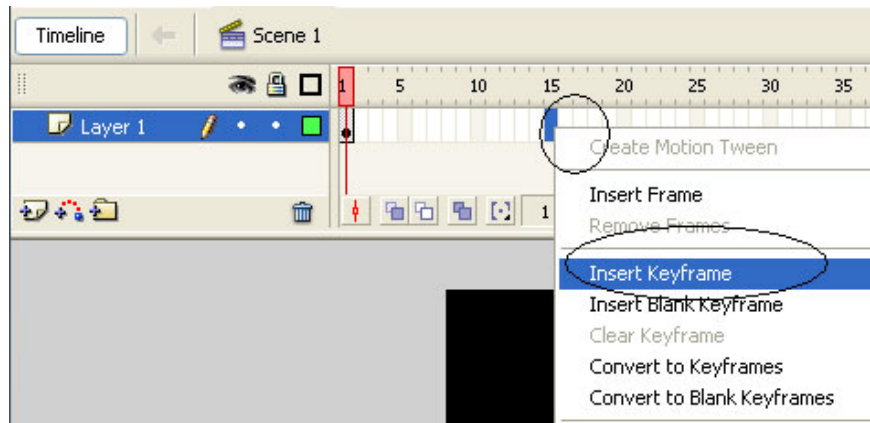 Timeline Scene 1
1 5 10 15 20 25 30 35
Layer 1
1
Create Motion Tween
Insert Frame
Remove Frames
Insert Keyframe
Insert Blank Keyframe
Clear Keyframe
Convert to Keyframes
Convert to Blank Keyframes